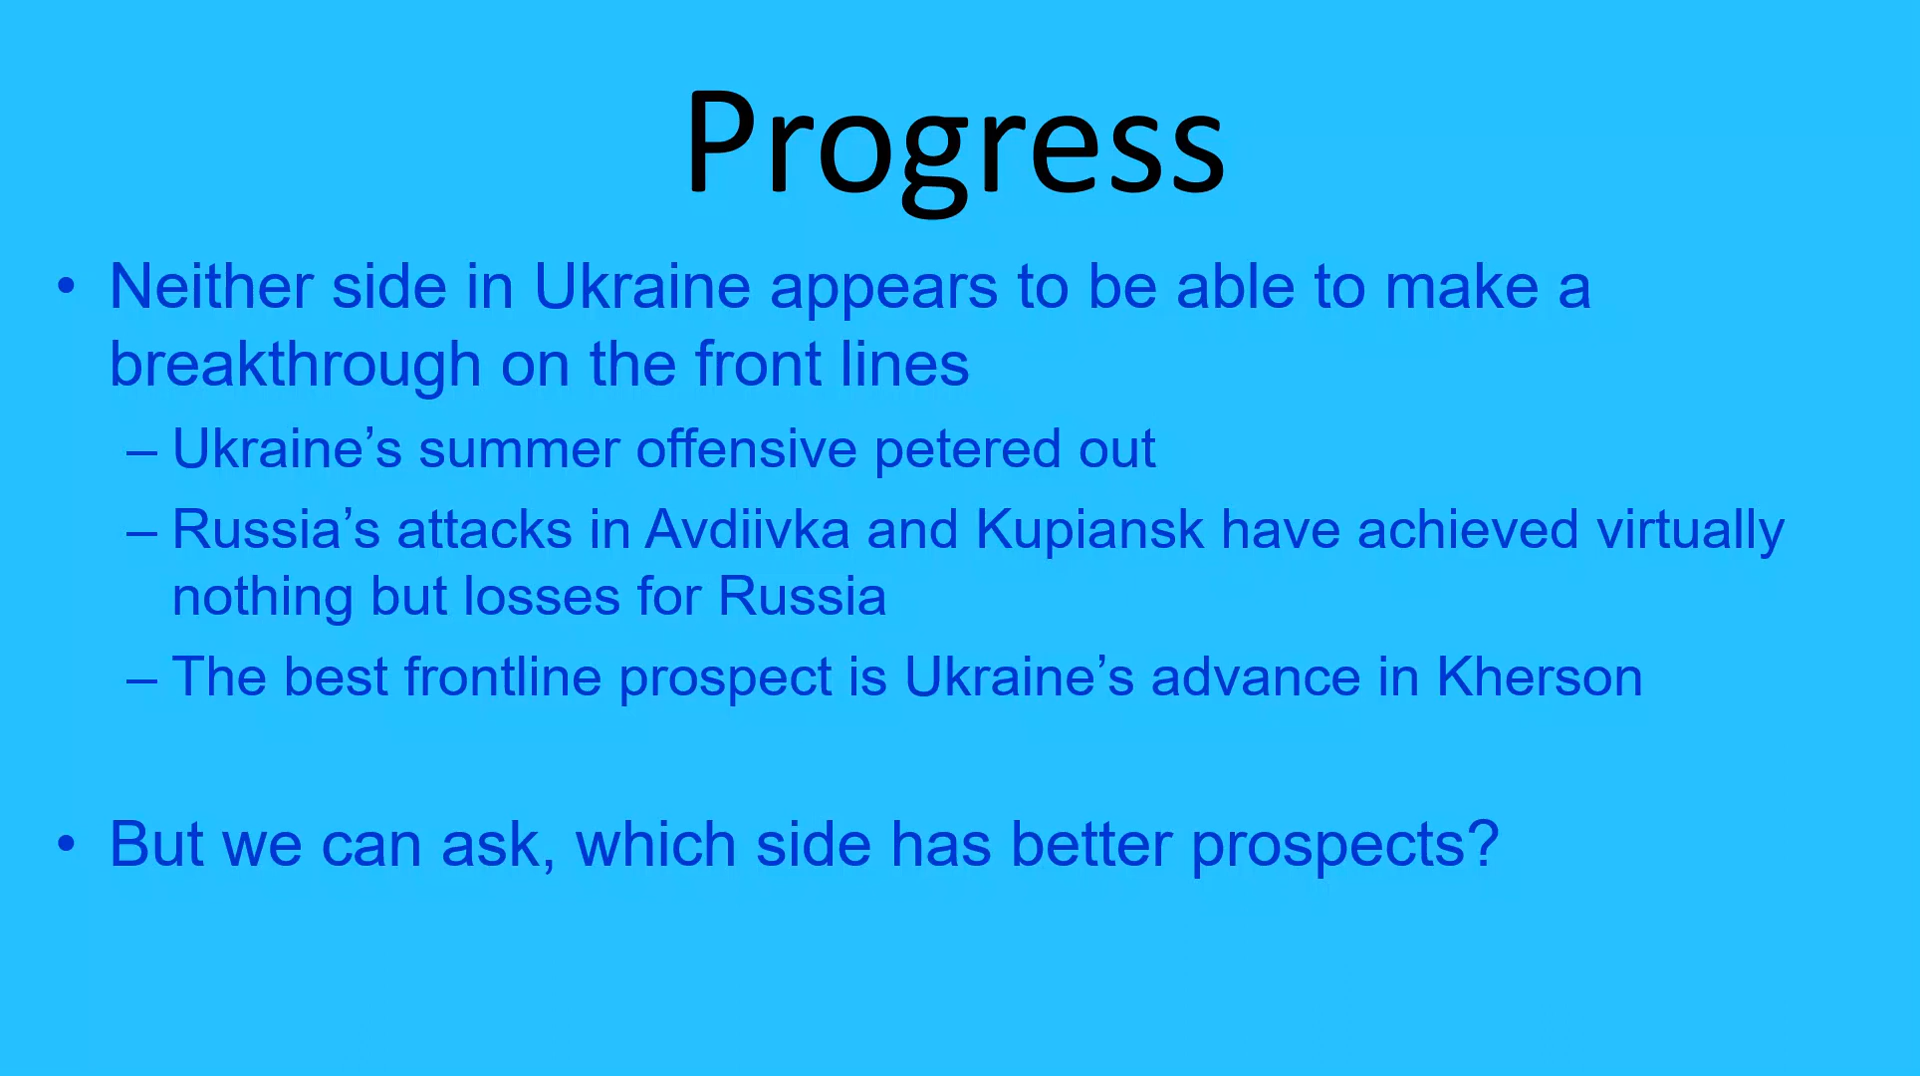 Progress
• Neither side in Ukraine appears to be able to make a
breakthrough on the front lines
– Ukraine’s summer offensive petered out
– Russia’s attacks in Avdiivka and Kupiansk have achieved virtually
nothing but losses for Russia
– The best frontline prospect is Ukraine’s advance in Kherson
• But we can ask, which side has better prospects?